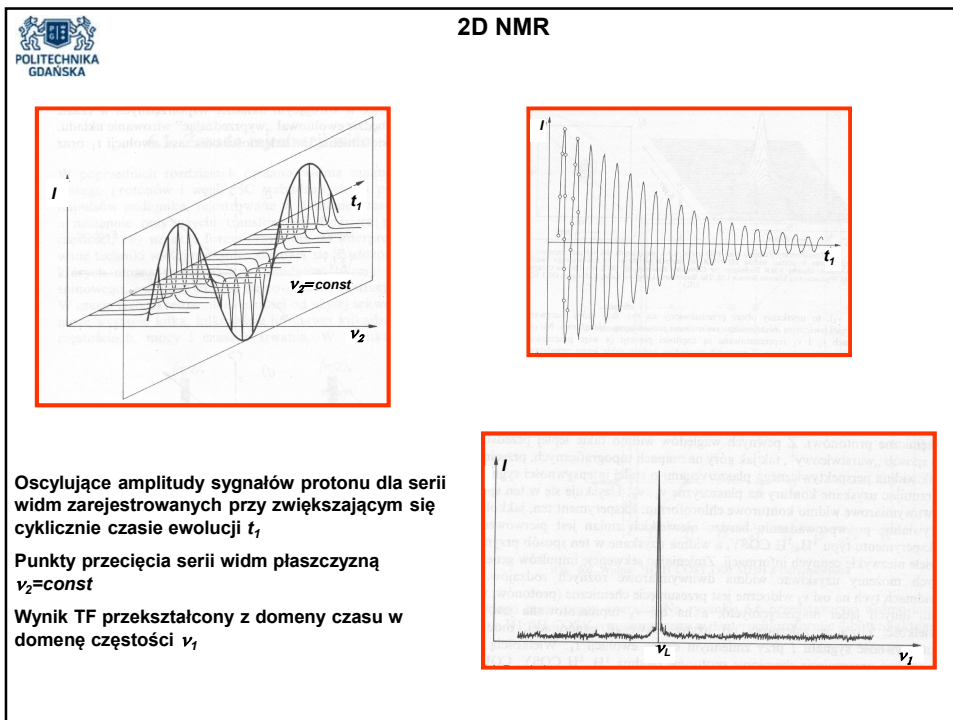 2D NMR
POLITECHNIKA
GDAŃSKA
I
t₁
ν₂=const
ν₂
I
t₁
Oscylujące amplitudy sygnałów protonu dla serii
widm zarejestrowanych przy zwiększającym się
cyklicznie czasie ewolucji t₁
Punkty przecięcia serii widm płaszczyzną
ν₂=const
Wynik TF przekształcony z domeny czasu w
domenę częstości ν₁
I
ν_L
ν₁